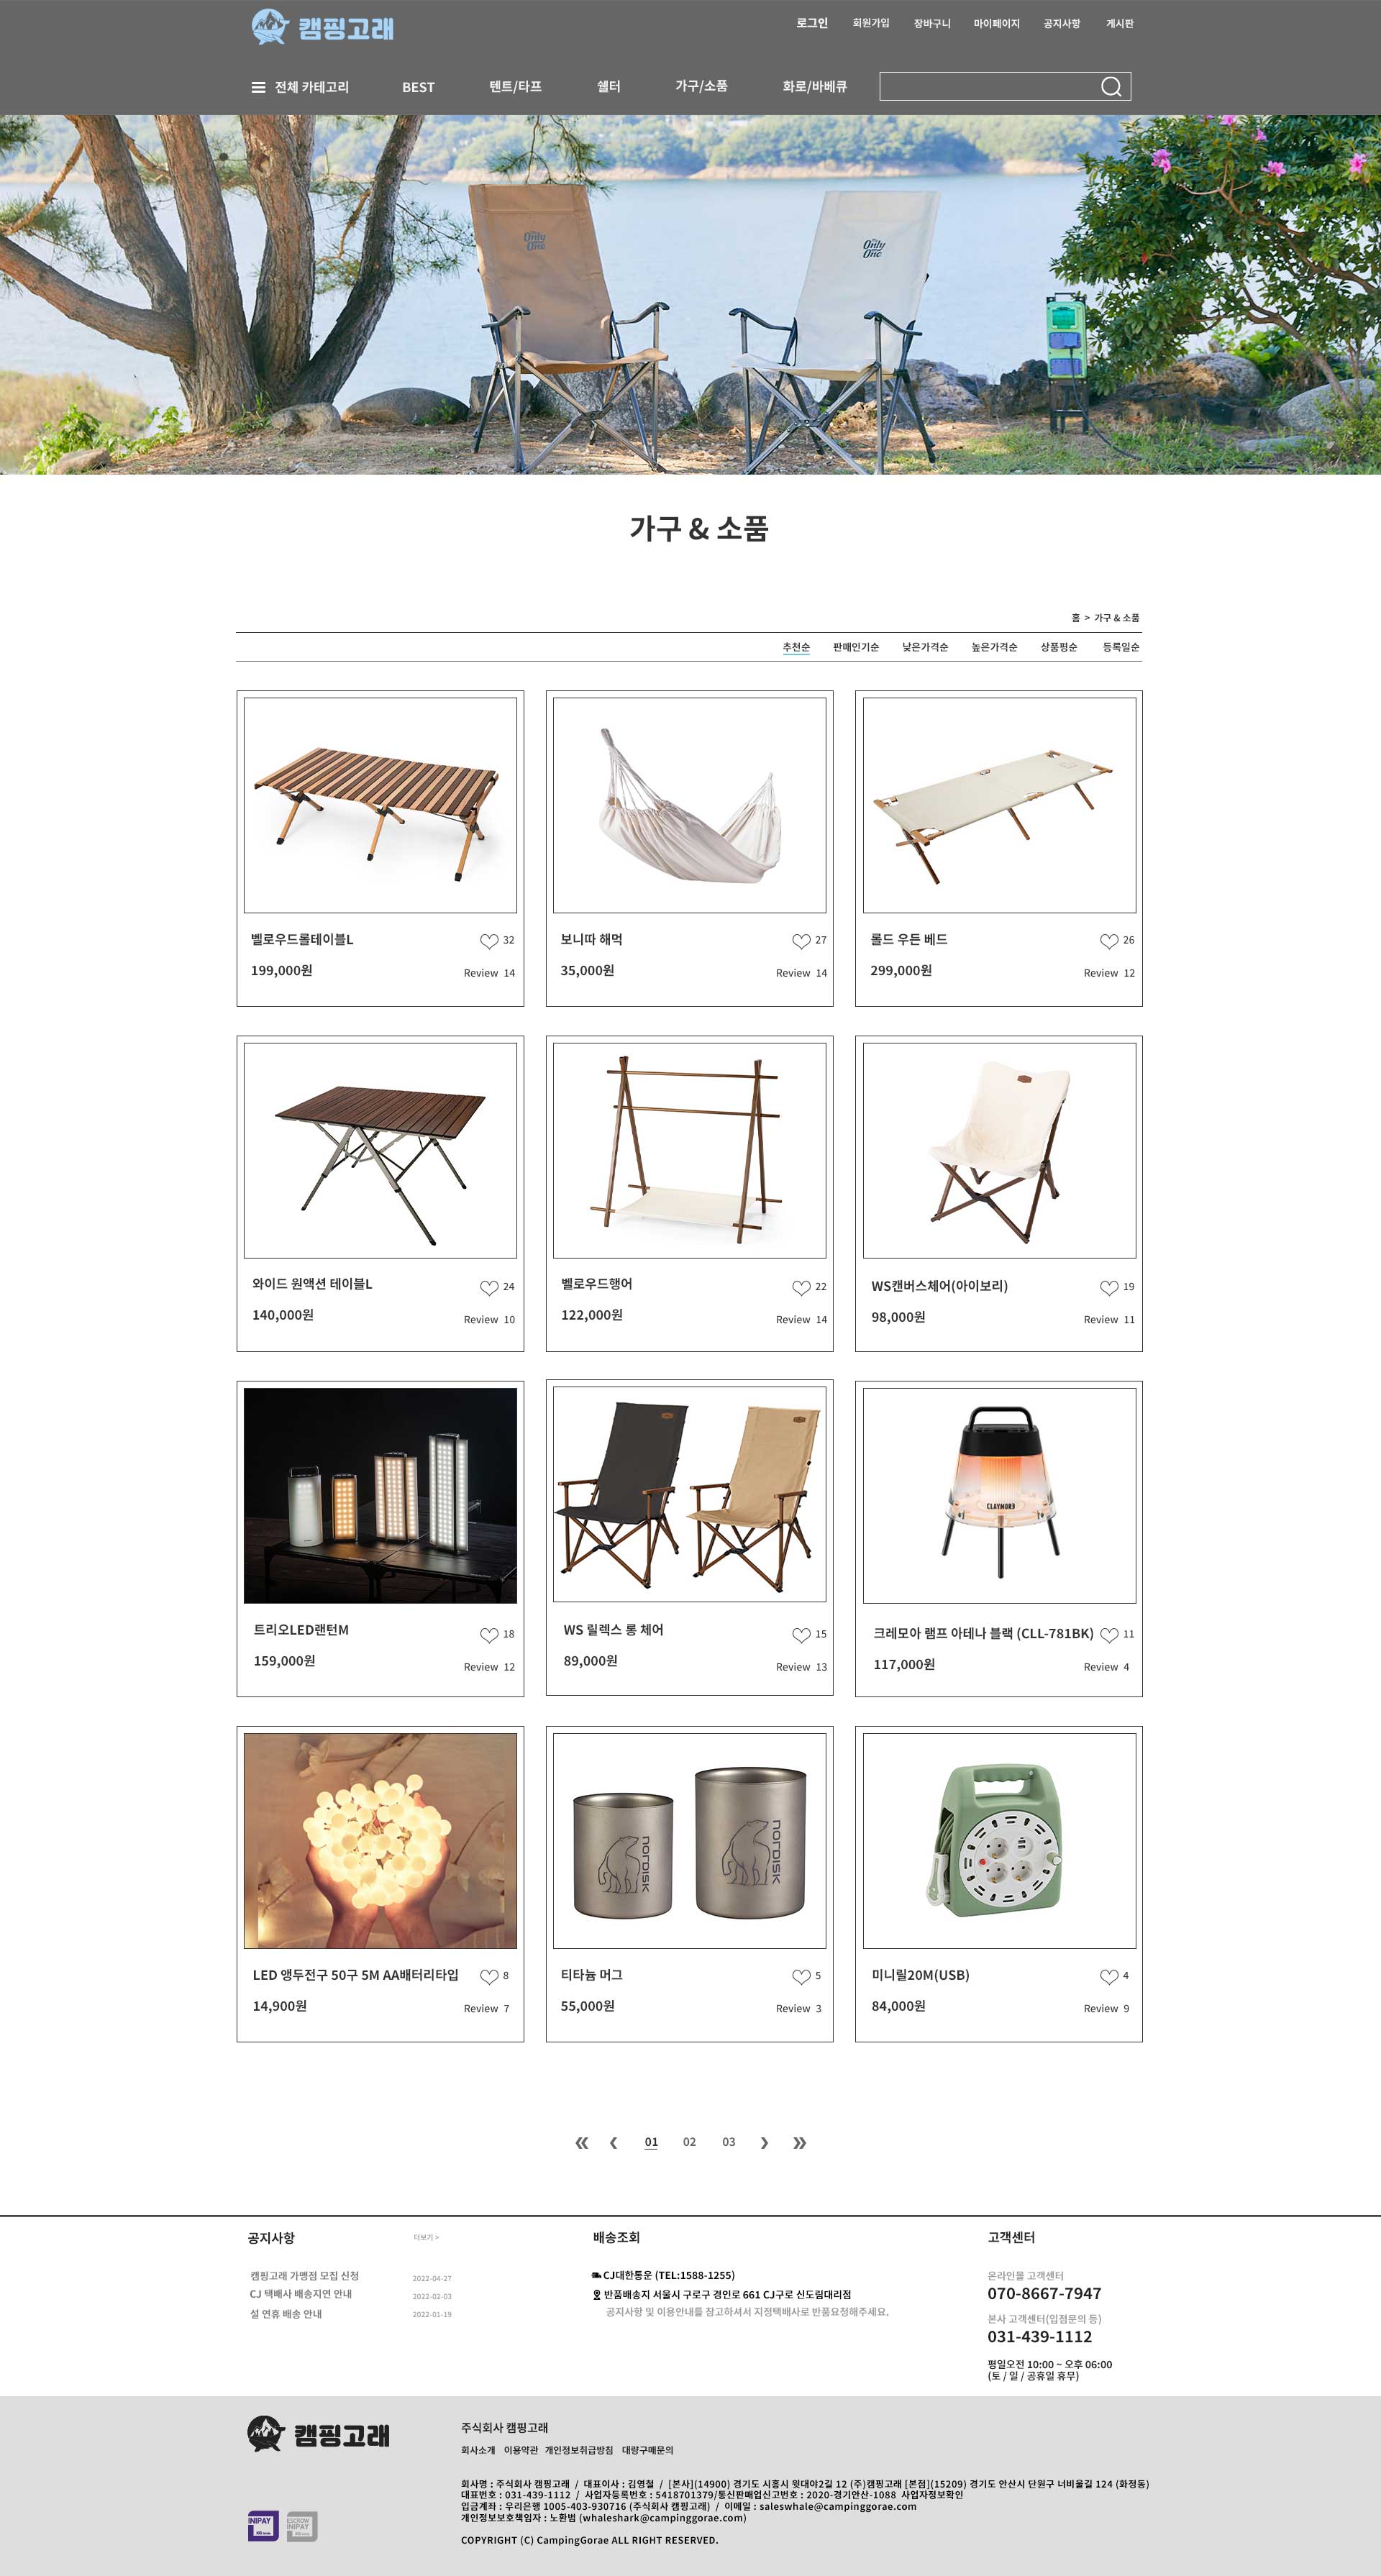 캠핑고래
로그인 회원가입 장바구니 마이페이지 공지사항 게시판
전체 카테고리 BEST 텐트/타프 쉘터 가구/소품 화로/바베큐
Only One
Only One
가구 & 소품
홈 > 가구 & 소품
추천순 판매인기순 낮은가격순 높은가격순 상품평순 등록일순
벨로우드롤테이블L 32
199,000원 Review 14
보니따 해먹 27
35,000원 Review 14
롤드 우든 베드 26
299,000원 Review 12
와이드 원액션 테이블L 24
140,000원 Review 10
벨로우드행어 22
122,000원 Review 14
WS캔버스체어(아이보리) 19
98,000원 Review 11
트리오LED랜턴M 18
159,000원 Review 12
WS 릴렉스 롱 체어 15
89,000원 Review 13
CLAYMORE
크레모아 램프 아테나 블랙 (CLL-781BK) 11
117,000원 Review 4
LED 앵두전구 50구 5M AA배터리타입 8
14,900원 Review 7
NORDISK
NORDISK
티타늄 머그 5
55,000원 Review 3
미니릴20M(USB) 4
84,000원 Review 9
01 02 03
공지사항 더보기 >
캠핑고래 가맹점 모집 신청 2022-04-27
CJ 택배사 배송지연 안내 2022-02-03
설 연휴 배송 안내 2022-01-19
배송조회
CJ대한통운 (TEL:1588-1255)
반품배송지 서울시 구로구 경인로 661 CJ구로 신도림대리점
공지사항 및 이용안내를 참고하셔서 지정택배사로 반품요청해주세요.
고객센터
온라인몰 고객센터
070-8667-7947
본사 고객센터(입점문의 등)
031-439-1112
평일오전 10:00 ~ 오후 06:00
(토 / 일 / 공휴일 휴무)
캠핑고래
INIPAY
ESCROW INIPAY
주식회사 캠핑고래
회사소개 이용약관 개인정보취급방침 대량구매문의
회사명 : 주식회사 캠핑고래 / 대표이사 : 김영철 / [본사](14900) 경기도 시흥시 윗대야2길 12 (주)캠핑고래 [본점](15209) 경기도 안산시 단원구 너비울길 124 (화정동)
대표번호 : 031-439-1112 / 사업자등록번호 : 5418701379/통신판매업신고번호 : 2020-경기안산-1088 사업자정보확인
입금계좌 : 우리은행 1005-403-930716 (주식회사 캠핑고래) / 이메일 : saleswhale@campinggorae.com
개인정보보호책임자 : 노환범 (whaleshark@campinggorae.com)
COPYRIGHT (C) CampingGorae ALL RIGHT RESERVED.